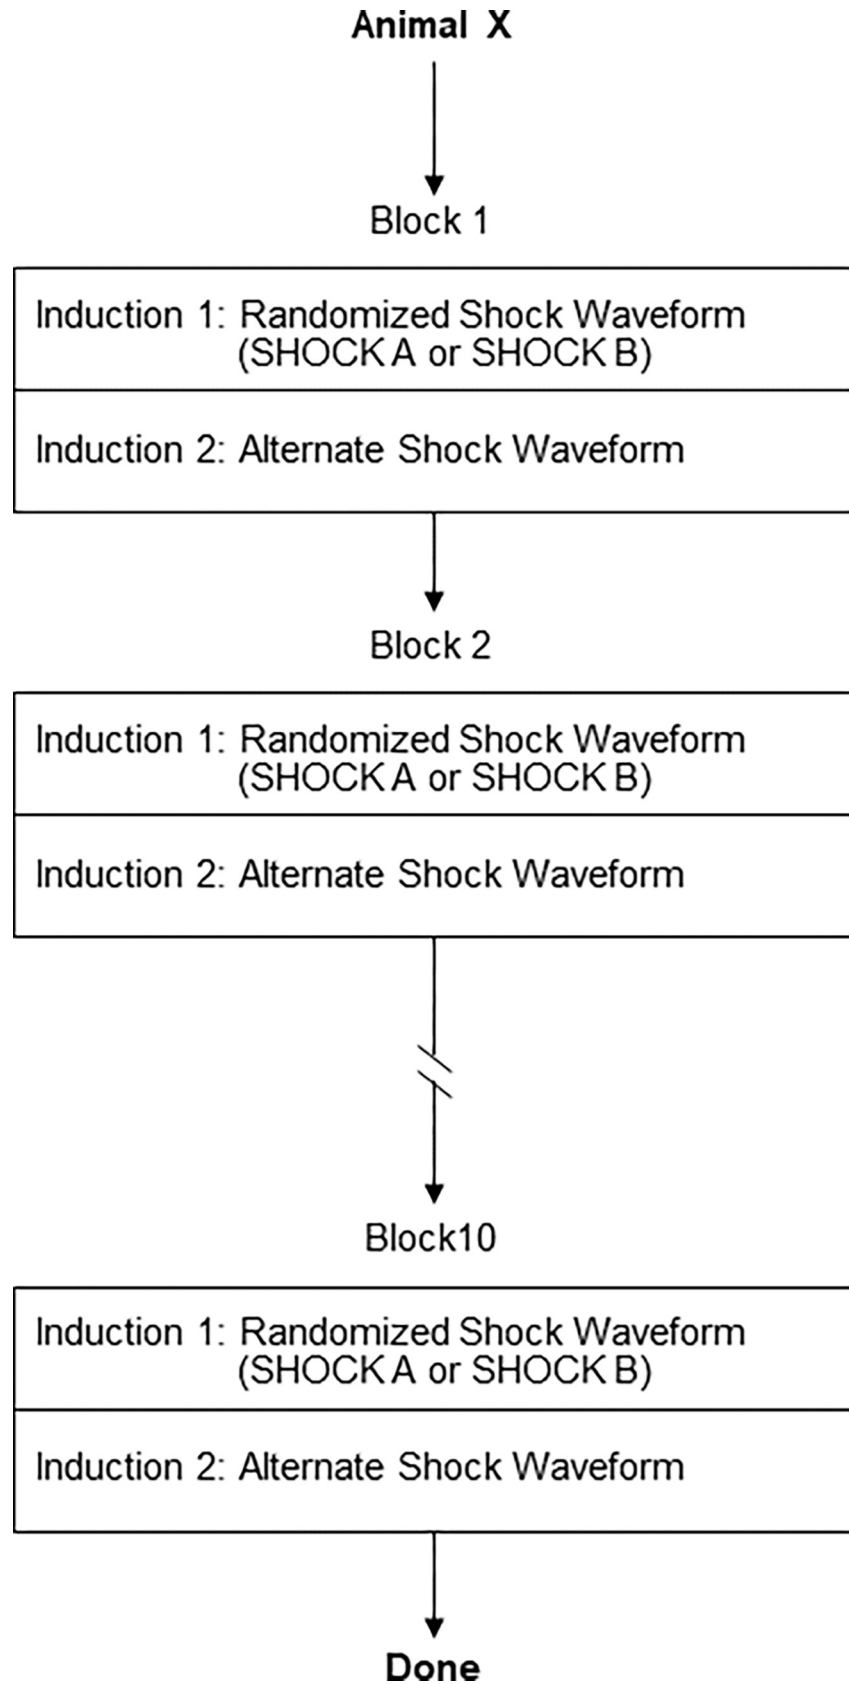 Animal X
Block 1
Induction 1: Randomized Shock Waveform
(SHOCK A or SHOCK B)
Induction 2: Alternate Shock Waveform
Block 2
Induction 1: Randomized Shock Waveform
(SHOCK A or SHOCK B)
Induction 2: Alternate Shock Waveform
Block10
Induction 1: Randomized Shock Waveform
(SHOCK A or SHOCK B)
Induction 2: Alternate Shock Waveform
Done